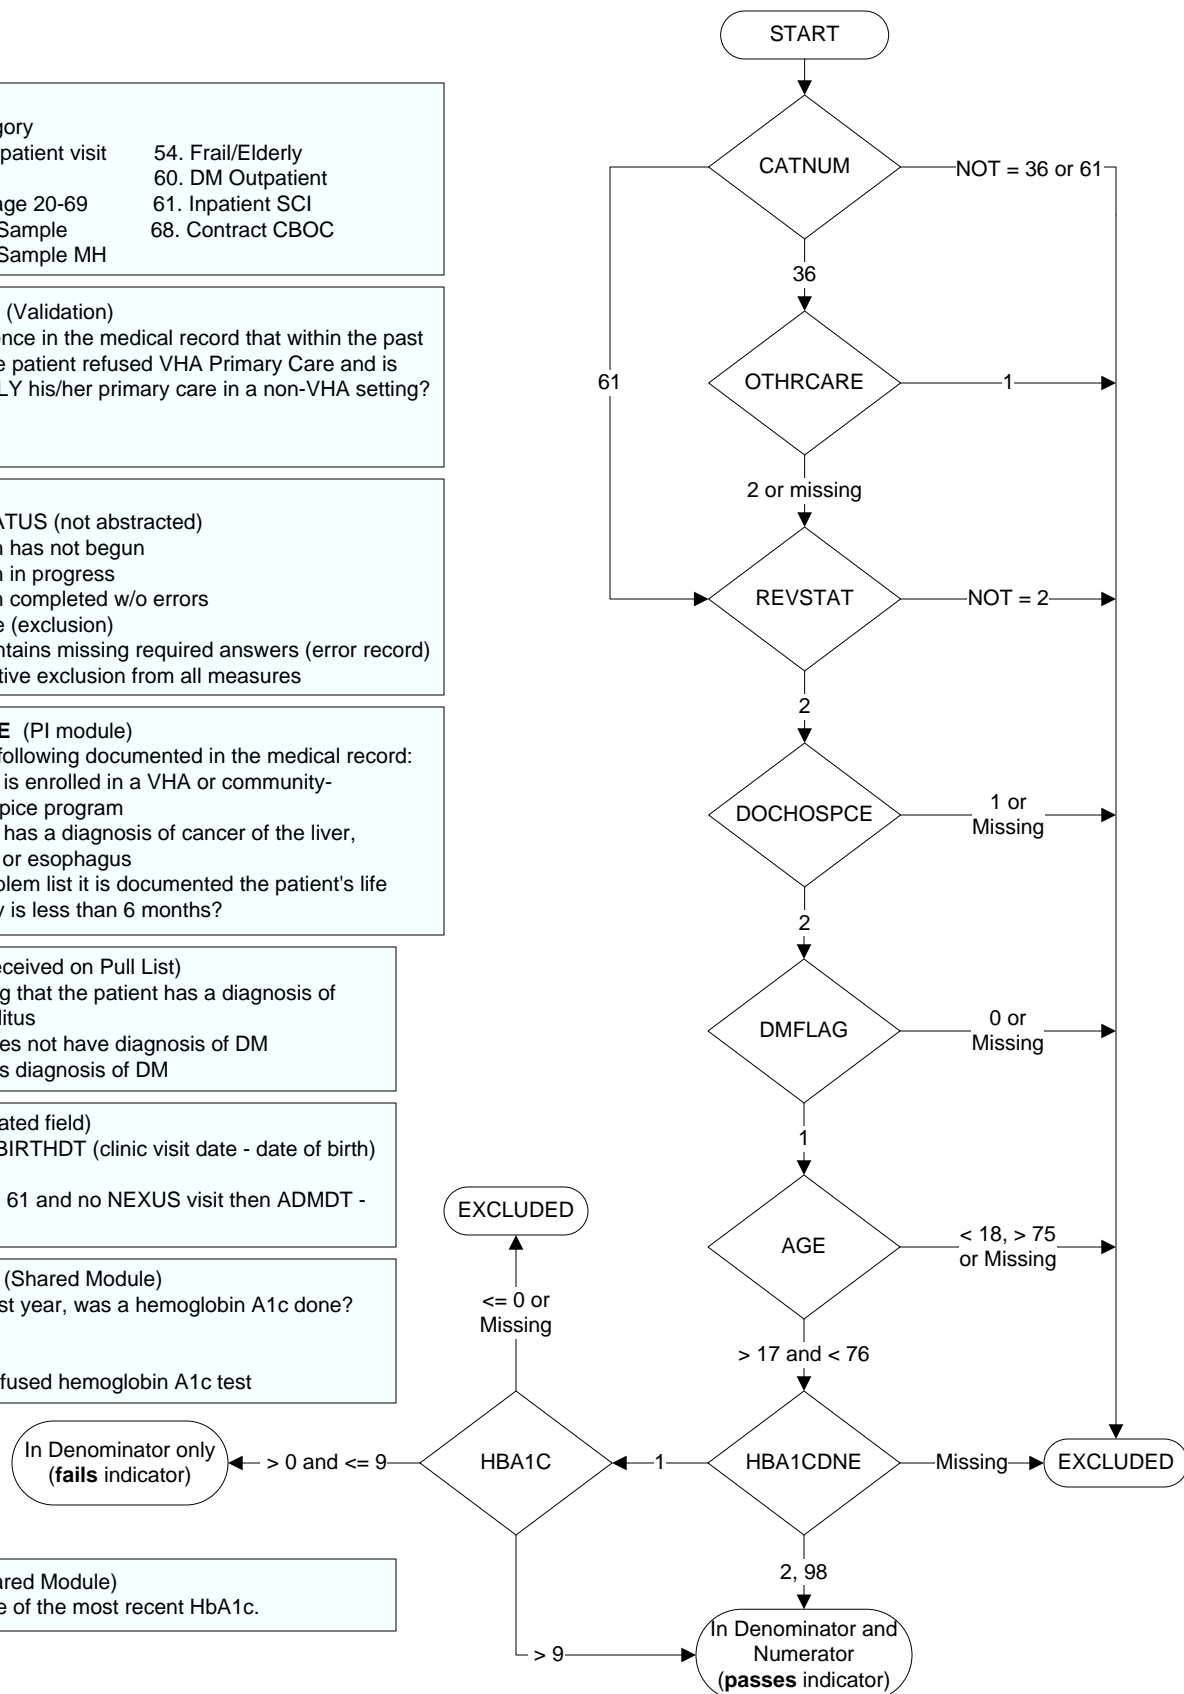 START
gory
patient visit 54. Frail/Elderly
60. DM Outpatient
age 20-69 61. Inpatient SCI
Sample 68. Contract CBOC
Sample MH
(Validation)
ence in the medical record that within the past
e patient refused VHA Primary Care and is
LY his/her primary care in a non-VHA setting?
ATUS (not abstracted)
n has not begun
n in progress
n completed w/o errors
e (exclusion)
ntains missing required answers (error record)
tive exclusion from all measures
E (PI module)
following documented in the medical record:
is enrolled in a VHA or community-
pice program
has a diagnosis of cancer of the liver,
or esophagus
blem list it is documented the patient's life
y is less than 6 months?
eceived on Pull List)
g that the patient has a diagnosis of
litus
es not have diagnosis of DM
s diagnosis of DM
ated field)
BIRTHDT (clinic visit date - date of birth)
61 and no NEXUS visit then ADMDT -
(Shared Module)
st year, was a hemoglobin A1c done?
fused hemoglobin A1c test
ared Module)
e of the most recent HbA1c.
CATNUM
NOT = 36 or 61
36
61
OTHRCARE
1
2 or missing
REVSTAT
NOT = 2
2
DOCHOSPCE
1 or
Missing
2
DMFLAG
0 or
Missing
1
AGE
< 18, > 75
or Missing
> 17 and < 76
HBA1CDNE
Missing
EXCLUDED
1
HBA1C
<= 0 or
Missing
EXCLUDED
> 0 and <= 9
In Denominator only
(fails indicator)
2, 98
> 9
In Denominator and
Numerator
(passes indicator)